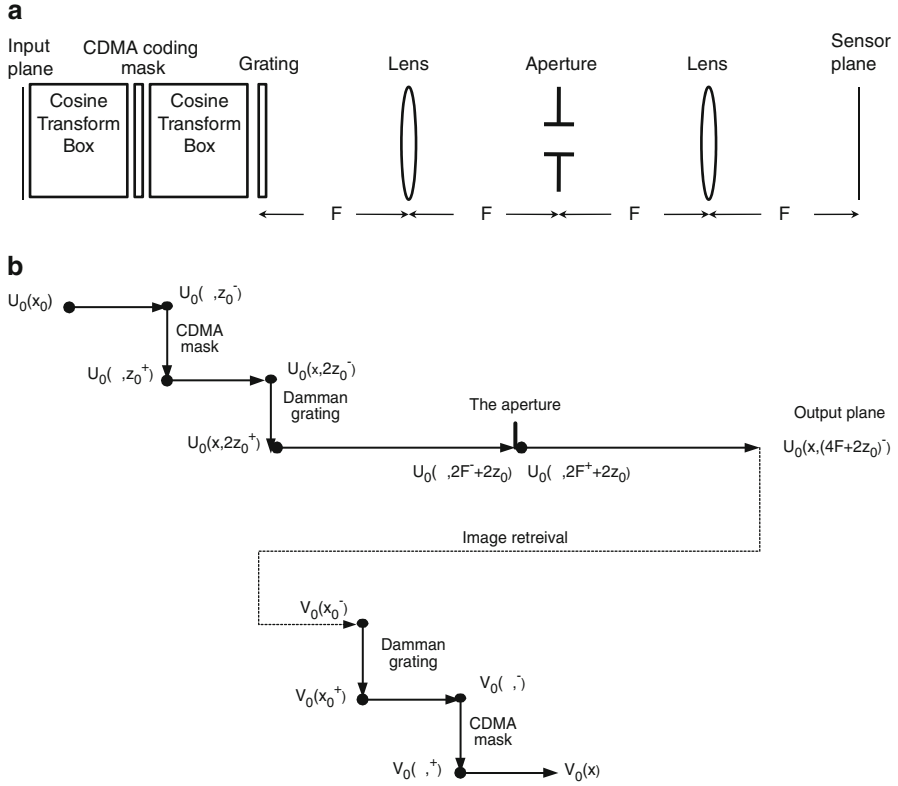 a
Input
plane
CDMA coding
mask
Grating
Lens
Aperture
Lens
Sensor
plane
Cosine
Transform
Box
Cosine
Transform
Box
F
F
F
F
b
U₀(x₀)
U₀( ,z₀⁻)
CDMA
mask
U₀( ,z₀⁺)
U₀(x,2z₀⁻)
Damman
grating
U₀(x,2z₀⁺)
The aperture
U₀( ,2F⁻+2z₀)
U₀( ,2F⁺+2z₀)
Output plane
U₀(x,(4F+2z₀)⁻)
Image retreival
V₀(x₀⁻)
Damman
grating
V₀(x₀⁺)
V₀( ,⁻)
CDMA
mask
V₀( ,⁺)
V₀(x)